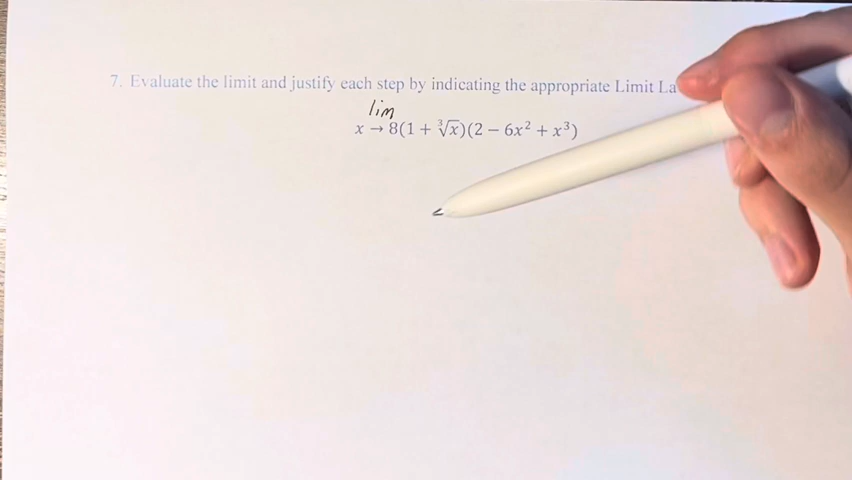 7. Evaluate the limit and justify each step by indicating the appropriate Limit
lim
x → 8(1 + ∛x)(2 − 6x² + x³)